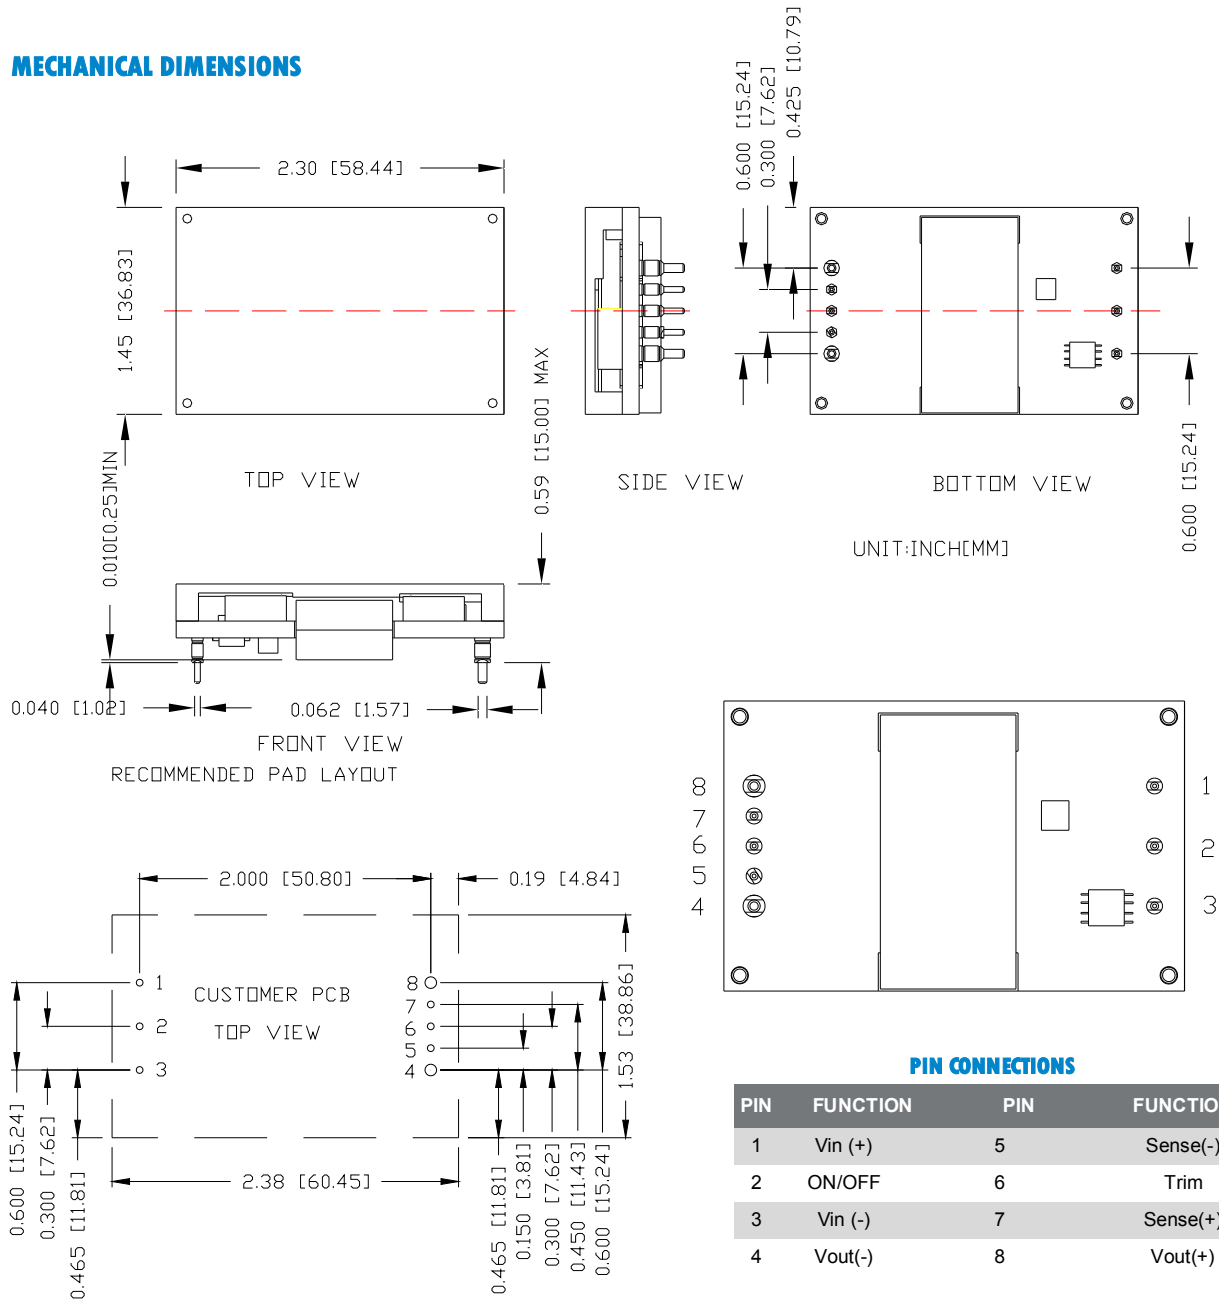 MECHANICAL DIMENSIONS
2.30 [58.44]
1.45 [36.83]
TOP VIEW
SIDE VIEW
0.600 [15.24]
0.300 [7.62]
0.425 [10.79]
0.600 [15.24]
BOTTOM VIEW
UNIT:INCH[MM]
0.010[0.25]MIN
0.59 [15.00] MAX
0.040 [1.02]
0.062 [1.57]
FRONT VIEW
RECOMMENDED PAD LAYOUT
2.000 [50.80]
0.19 [4.84]
CUSTOMER PCB
TOP VIEW
1
2
3
8
7
6
5
4
1.53 [38.86]
2.38 [60.45]
0.600 [15.24]
0.300 [7.62]
0.465 [11.81]
0.465 [11.81]
0.150 [3.81]
0.300 [7.62]
0.450 [11.43]
0.600 [15.24]
8
7
6
5
4
1
2
3
PIN CONNECTIONS
PIN FUNCTION PIN FUNCTIO
1 Vin (+) 5 Sense(-)
2 ON/OFF 6 Trim
3 Vin (-) 7 Sense(+)
4 Vout(-) 8 Vout(+)